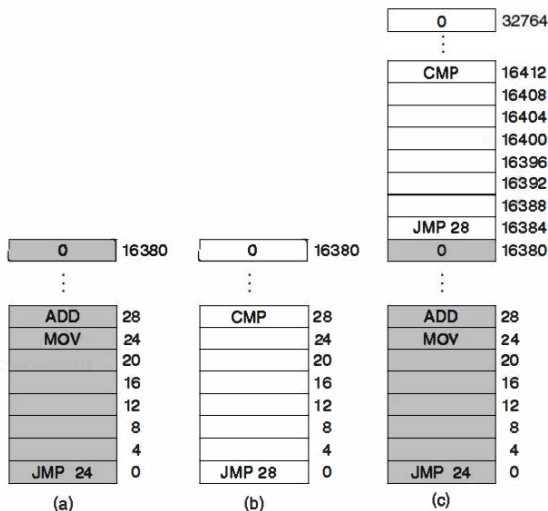 0 32764
⋮
CMP 16412
16408
16404
16400
16396
16392
16388
JMP 28 16384
0 16380 0 16380 0 16380
⋮ ⋮ ⋮
ADD 28 CMP 28 ADD 28
MOV 24 24 MOV 24
20 20 20
16 16 16
12 12 12
8 8 8
4 4 4
JMP 24 0 JMP 28 0 JMP 24 0
(a) (b) (c)